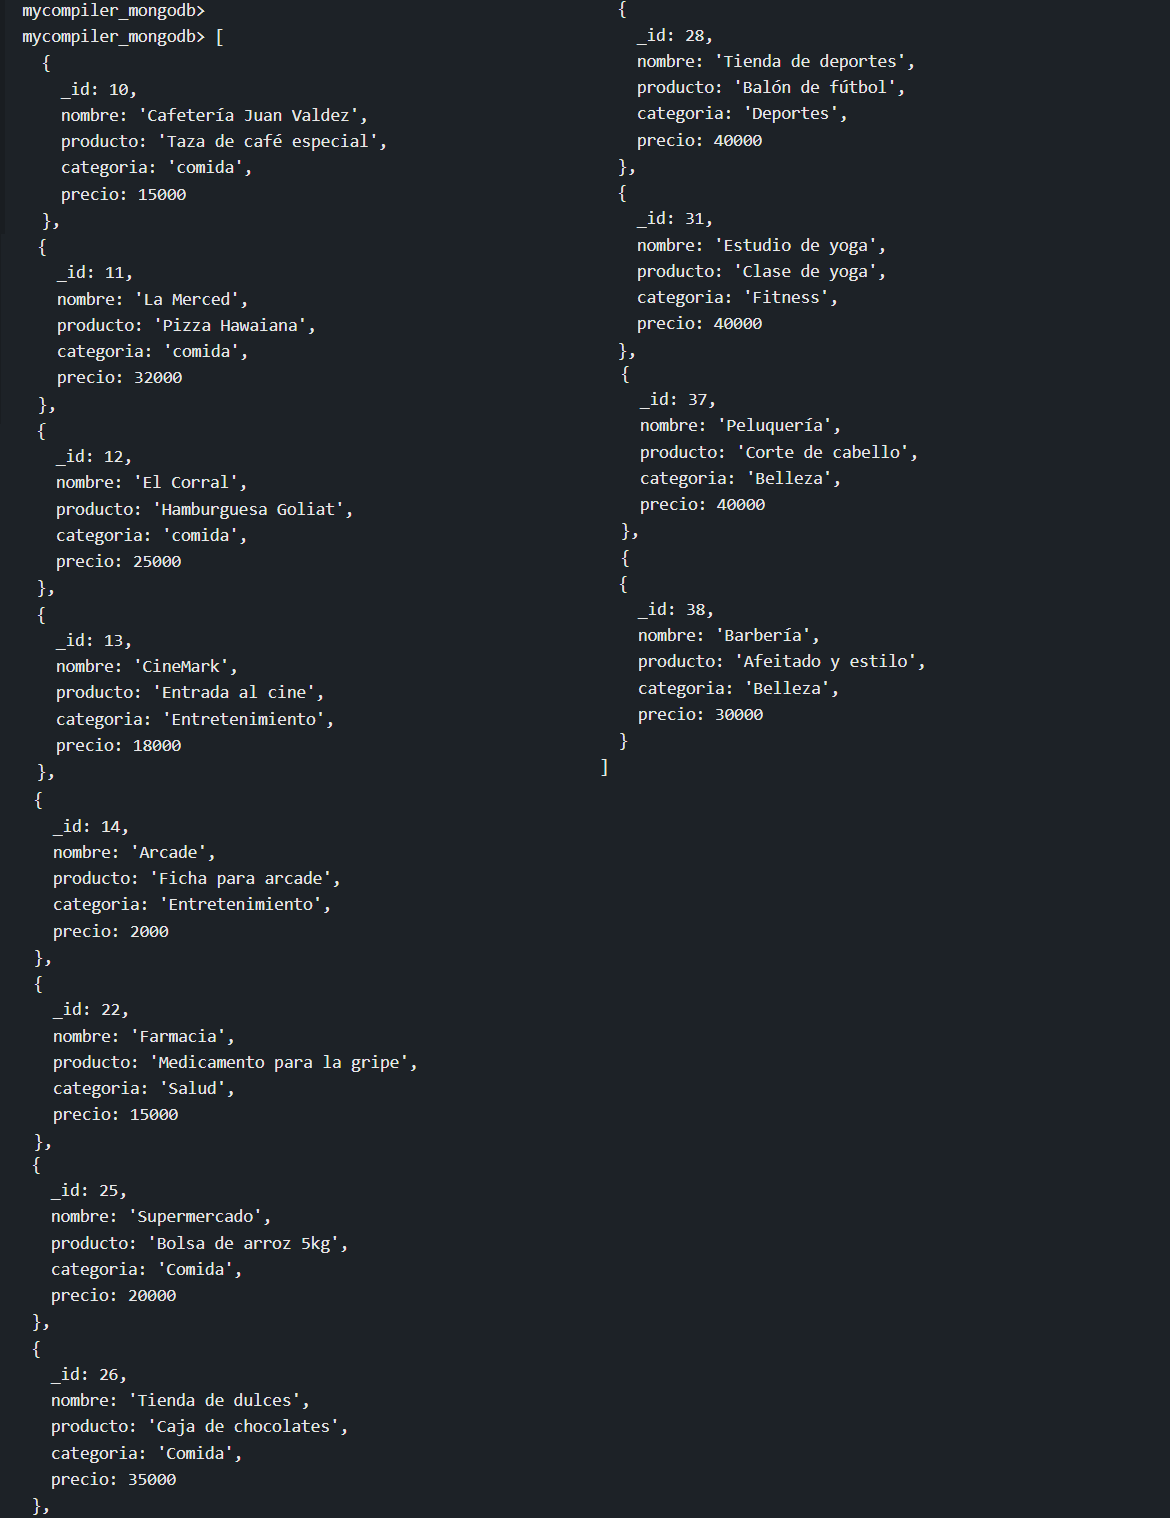 mycompiler_mongodb>
mycompiler_mongodb> [
{
_id: 10,
nombre: 'Cafetería Juan Valdez',
producto: 'Taza de café especial',
categoria: 'comida',
precio: 15000
},
{
_id: 11,
nombre: 'La Merced',
producto: 'Pizza Hawaiana',
categoria: 'comida',
precio: 32000
},
{
_id: 12,
nombre: 'El Corral',
producto: 'Hamburguesa Goliat',
categoria: 'comida',
precio: 25000
},
{
_id: 13,
nombre: 'CineMark',
producto: 'Entrada al cine',
categoria: 'Entretenimiento',
precio: 18000
},
{
_id: 14,
nombre: 'Arcade',
producto: 'Ficha para arcade',
categoria: 'Entretenimiento',
precio: 2000
},
{
_id: 22,
nombre: 'Farmacia',
producto: 'Medicamento para la gripe',
categoria: 'Salud',
precio: 15000
},
{
_id: 25,
nombre: 'Supermercado',
producto: 'Bolsa de arroz 5kg',
categoria: 'Comida',
precio: 20000
},
{
_id: 26,
nombre: 'Tienda de dulces',
producto: 'Caja de chocolates',
categoria: 'Comida',
precio: 35000
},
{
_id: 28,
nombre: 'Tienda de deportes',
producto: 'Balón de fútbol',
categoria: 'Deportes',
precio: 40000
},
{
_id: 31,
nombre: 'Estudio de yoga',
producto: 'Clase de yoga',
categoria: 'Fitness',
precio: 40000
},
{
_id: 37,
nombre: 'Peluquería',
producto: 'Corte de cabello',
categoria: 'Belleza',
precio: 40000
},
{
{
_id: 38,
nombre: 'Barbería',
producto: 'Afeitado y estilo',
categoria: 'Belleza',
precio: 30000
}
]